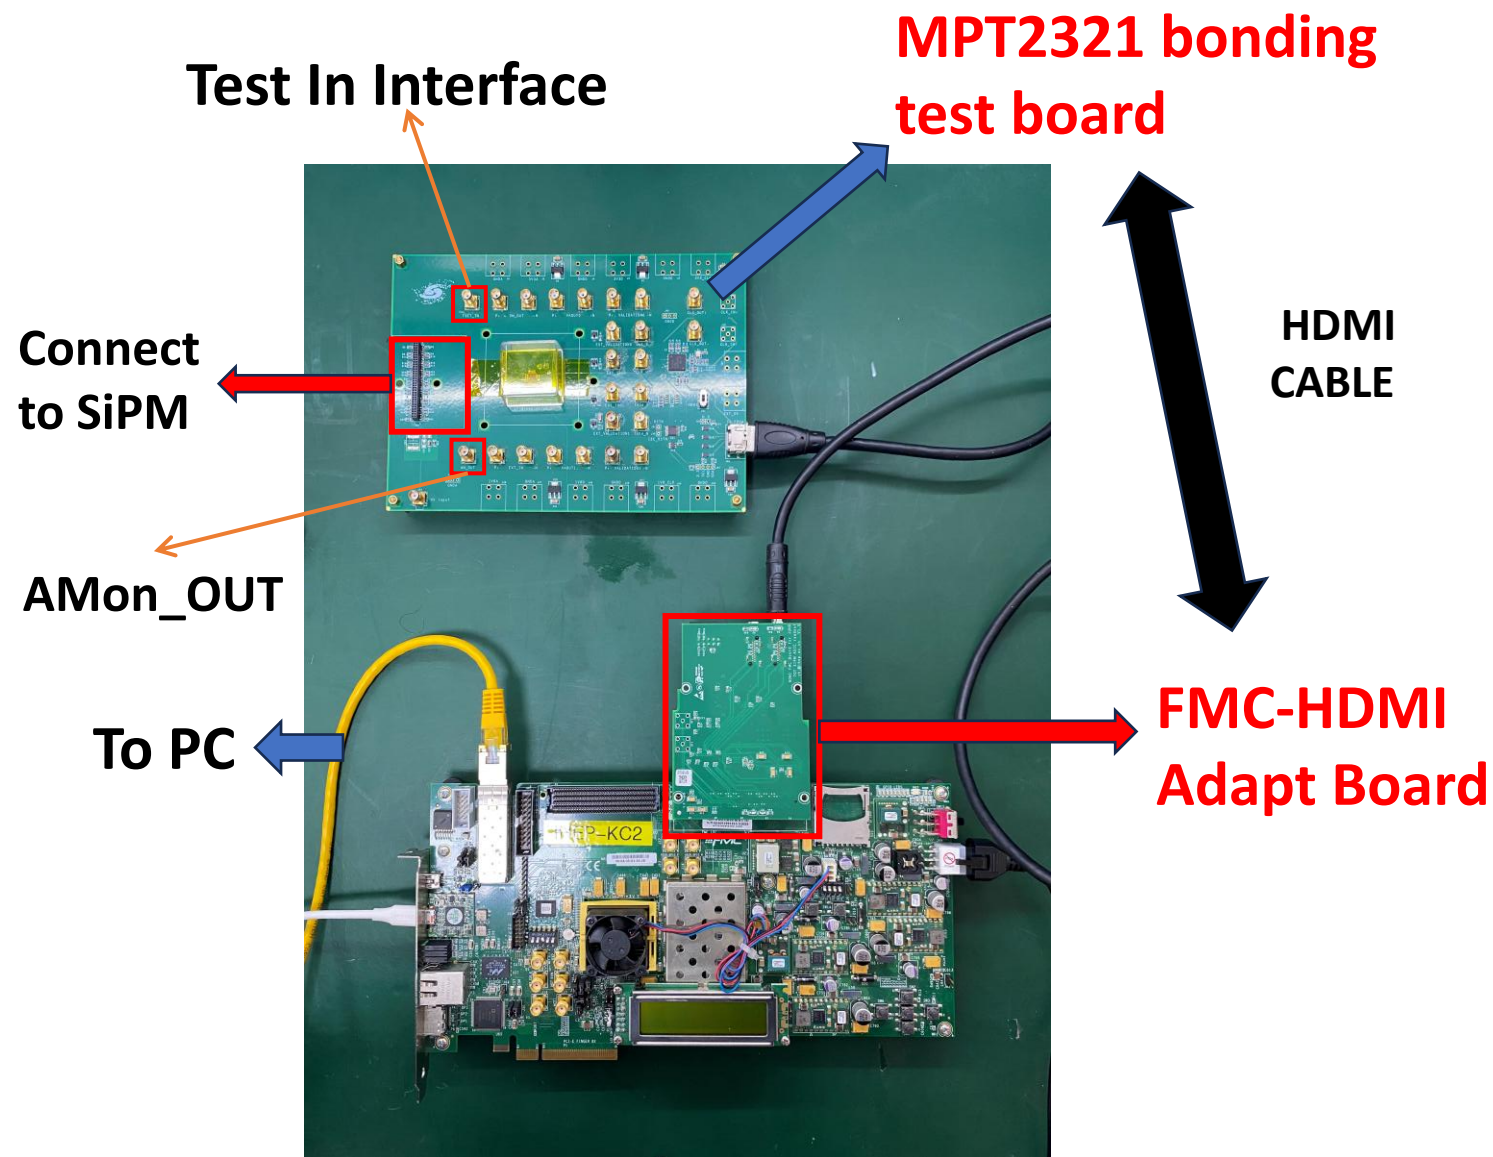 MPT2321 bonding
test board
Test In Interface
HDMI
CABLE
Connect
to SiPM
AMon_OUT
FMC-HDMI
Adapt Board
To PC
-KC2
FMC